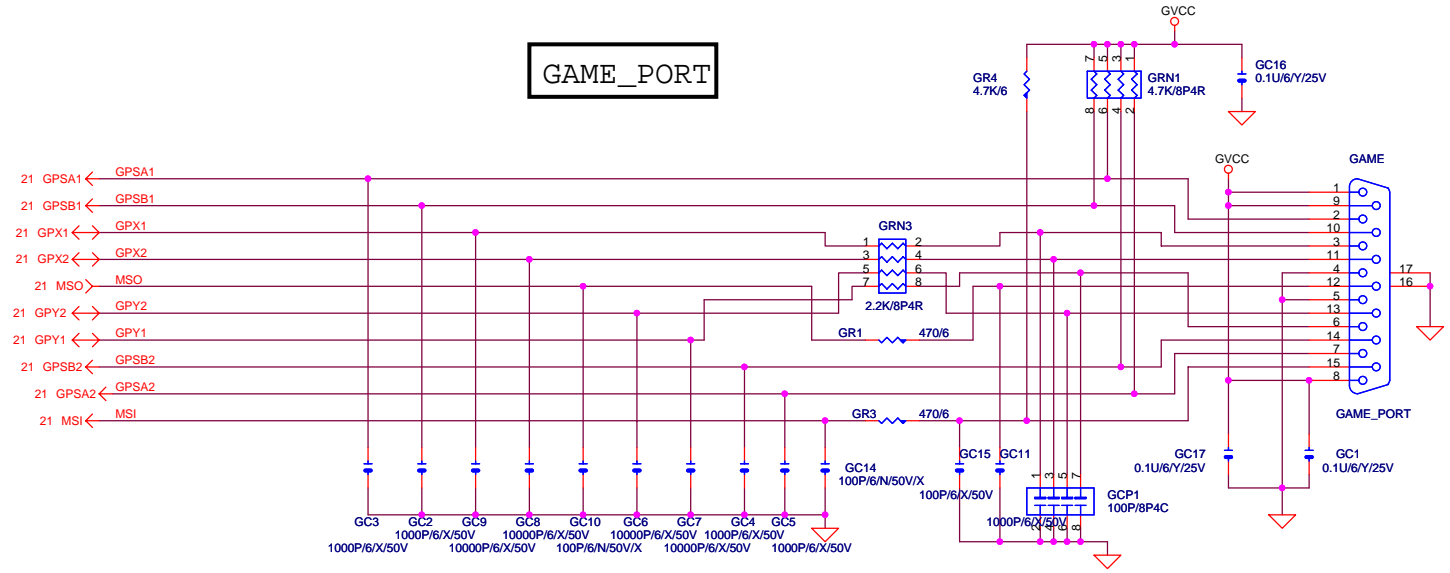 GVCC
GAME_PORT
7 5 3 1
GR4
4.7K/6
GRN1
4.7K/8P4R
GC16
0.1U/6/Y/25V
8 6 4 2
GVCC
GAME
21 GPSA1 GPSA1
21 GPSB1 GPSB1
21 GPX1 GPX1
21 GPX2 GPX2
21 MSO MSO
21 GPY2 GPY2
21 GPY1 GPY1
21 GPSB2 GPSB2
21 GPSA2 GPSA2
21 MSI MSI
GRN3
1 2
3 4
5 6
7 8
2.2K/8P4R
GR1 470/6
GR3 470/6
1
9
2
10
3
11
4
12
5
13
6
14
7
15
8
17
16
GAME_PORT
GC14
100P/6/N/50V/X
GC15
100P/6/X/50V
GC11
1000P/6/X/50V
1 3 5 7
2 4 6 8
GCP1
100P/8P4C
GC17
0.1U/6/Y/25V
GC1
0.1U/6/Y/25V
GC3
1000P/6/X/50V
GC2
1000P/6/X/50V
GC9
10000P/6/X/50V
GC8
10000P/6/X/50V
GC10
100P/6/N/50V/X
GC6
10000P/6/X/50V
GC7
10000P/6/X/50V
GC4
1000P/6/X/50V
GC5
1000P/6/X/50V